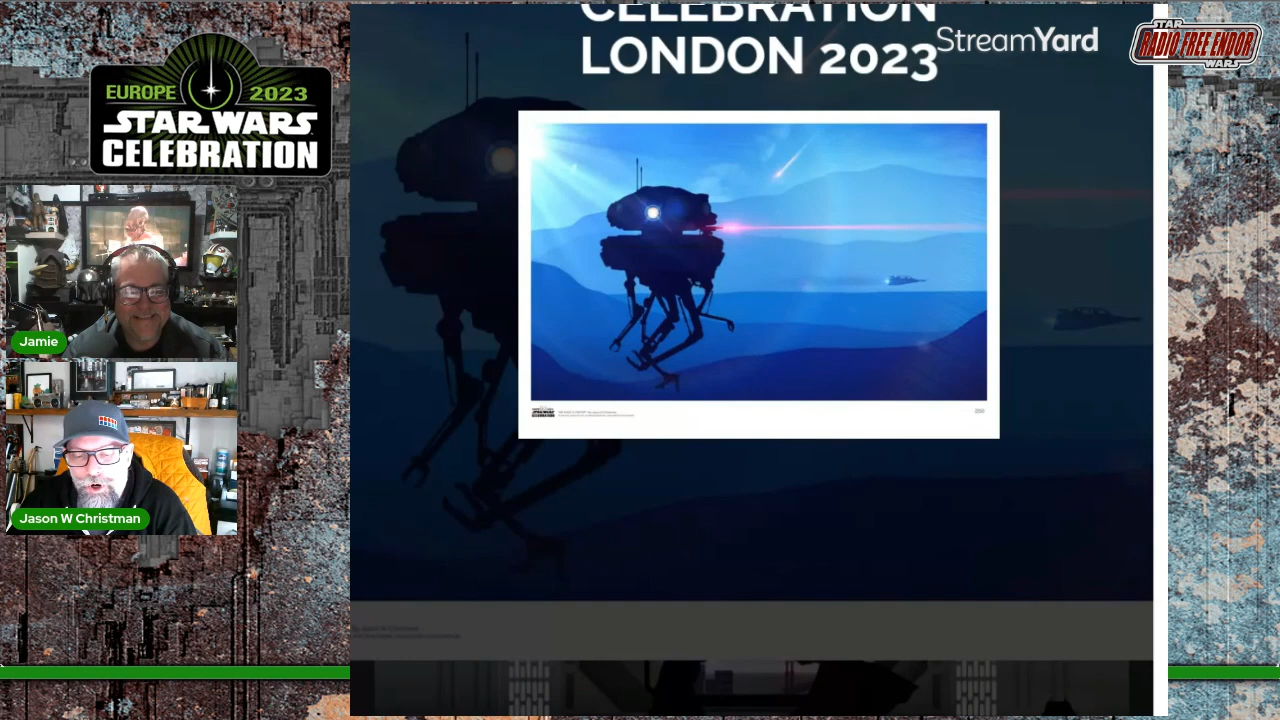 CELEBRATION
LONDON 2023
StreamYard
STAR
RADIO FREE ENDOR
WARS
EUROPE 2023
STAR WARS
CELEBRATION
Jamie
Jason W Christman